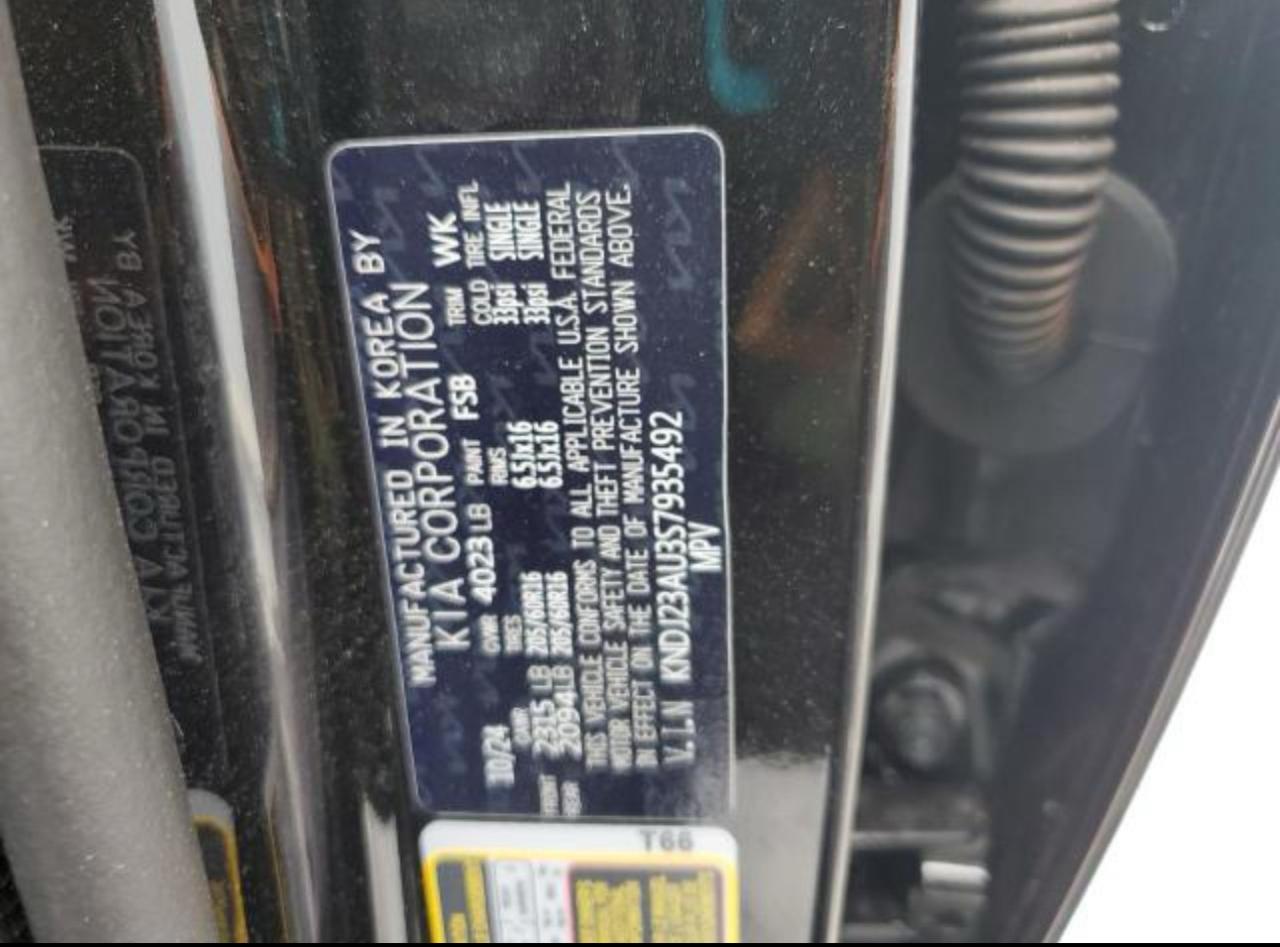 MANUFACTURED IN KOREA BY
KIA CORPORATION
10/24 GVWR 4023 LB PAINT FSB TRIM WK
GAWR TIRES RIMS COLD TIRE INFL
FRONT 2315 LB 205/60R16 6.5Jx16 33psi SINGLE
REAR 2094 LB 205/60R16 6.5Jx16 33psi SINGLE
THIS VEHICLE CONFORMS TO ALL APPLICABLE U.S.A. FEDERAL
MOTOR VEHICLE SAFETY AND THEFT PREVENTION STANDARDS
IN EFFECT ON THE DATE OF MANUFACTURE SHOWN ABOVE.
V.I.N KNDJ23AU3S7935492
MPV
T66